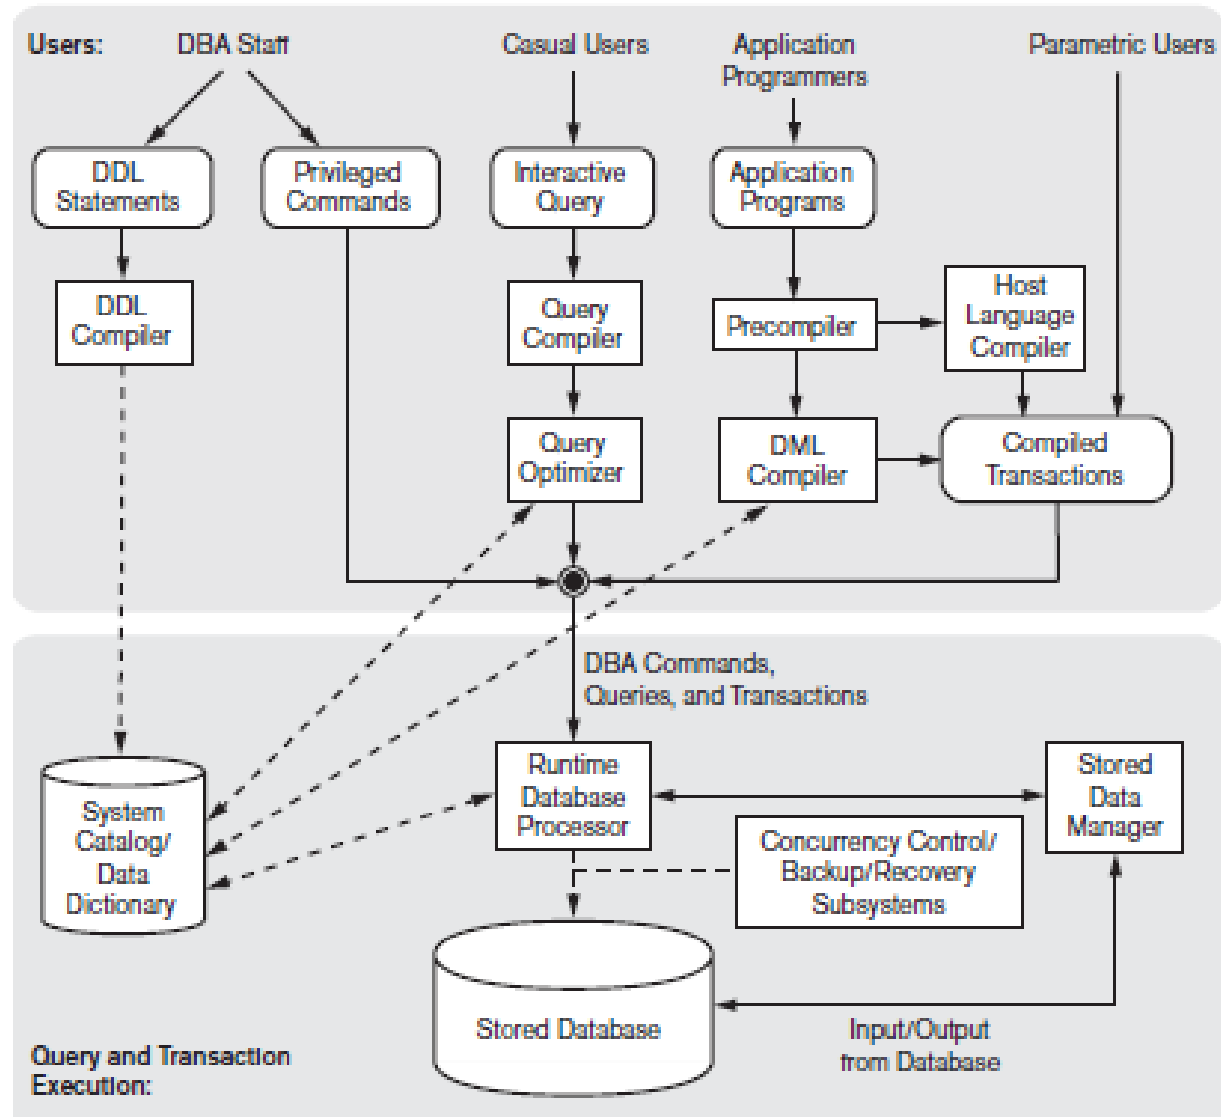 Users: DBA Staff Casual Users Application Programmers Parametric Users
DDL
Statements
Privileged
Commands
Interactive
Query
Application
Programs
DDL
Compiler
Query
Compiler
Precompiler
Host
Language
Compiler
Query
Optimizer
DML
Compiler
Compiled
Transactions
DBA Commands,
Queries, and Transactions
System
Catalog/
Data
Dictionary
Runtime
Database
Processor
Stored
Data
Manager
Concurrency Control/
Backup/Recovery
Subsystems
Stored Database
Input/Output
from Database
Query and Transaction
Execution: